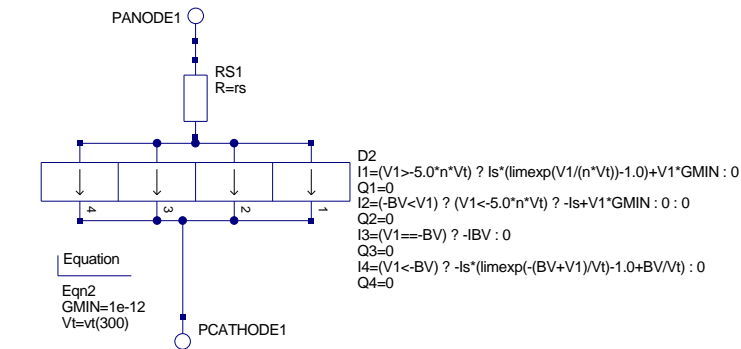 PANODE1
RS1
R=rs
D2
I1=(V1>-5.0*n*Vt) ? Is*(limexp(V1/(n*Vt))-1.0)+V1*GMIN : 0
Q1=0
I2=(-BV<V1) ? (V1<-5.0*n*Vt) ? -Is+V1*GMIN : 0 : 0
Q2=0
I3=(V1==-BV) ? -IBV : 0
Q3=0
I4=(V1<-BV) ? -Is*(limexp(-(BV+V1)/Vt)-1.0+BV/Vt) : 0
Q4=0
4 3 2 1
Equation
Eqn2
GMIN=1e-12
Vt=vt(300)
PCATHODE1